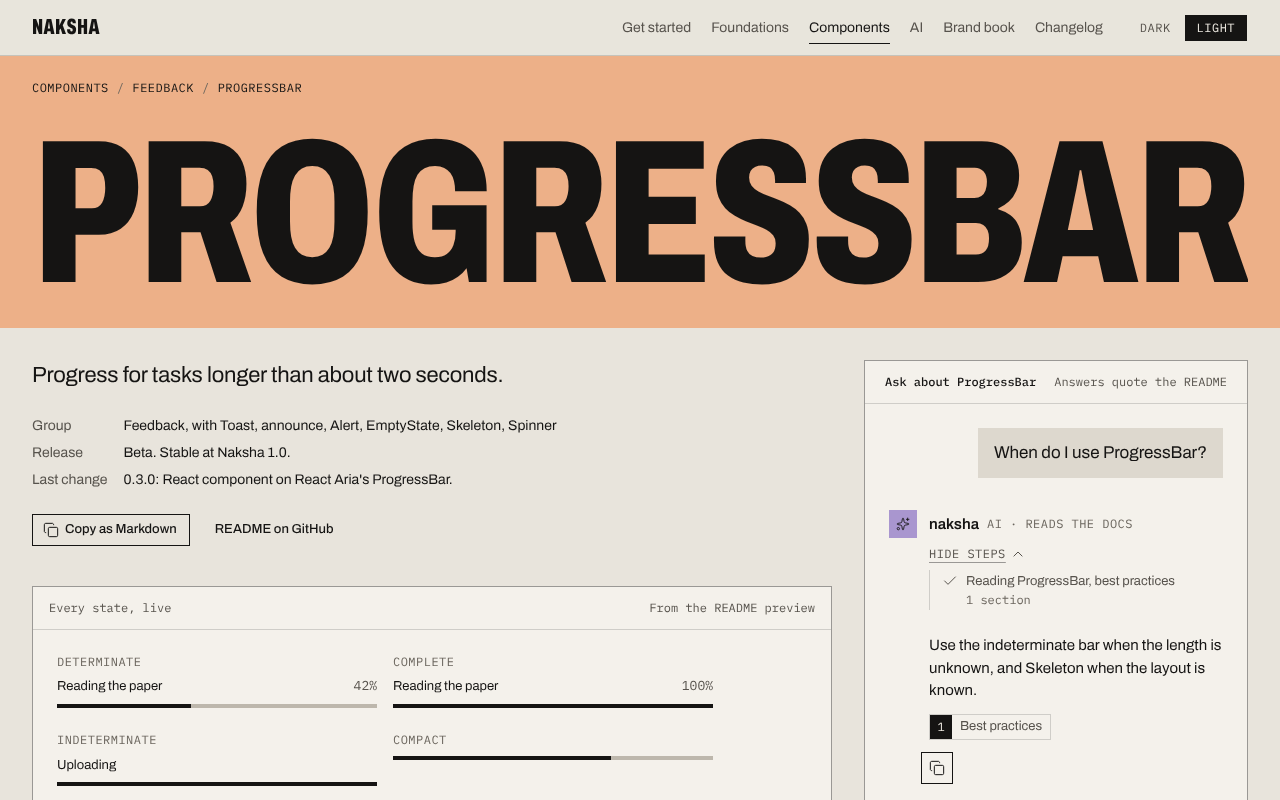 NAKSHA
Get started Foundations Components AI Brand book Changelog DARK LIGHT
COMPONENTS / FEEDBACK / PROGRESSBAR
PROGRESSBAR
Progress for tasks longer than about two seconds.
Group Feedback, with Toast, announce, Alert, EmptyState, Skeleton, Spinner
Release Beta. Stable at Naksha 1.0.
Last change 0.3.0: React component on React Aria's ProgressBar.
Copy as Markdown README on GitHub
Every state, live From the README preview
DETERMINATE
Reading the paper 42%
COMPLETE
Reading the paper 100%
INDETERMINATE
Uploading
COMPACT
Ask about ProgressBar Answers quote the README
When do I use ProgressBar?
naksha AI · READS THE DOCS
HIDE STEPS
Reading ProgressBar, best practices
1 section
Use the indeterminate bar when the length is
unknown, and Skeleton when the layout is
known.
1 Best practices